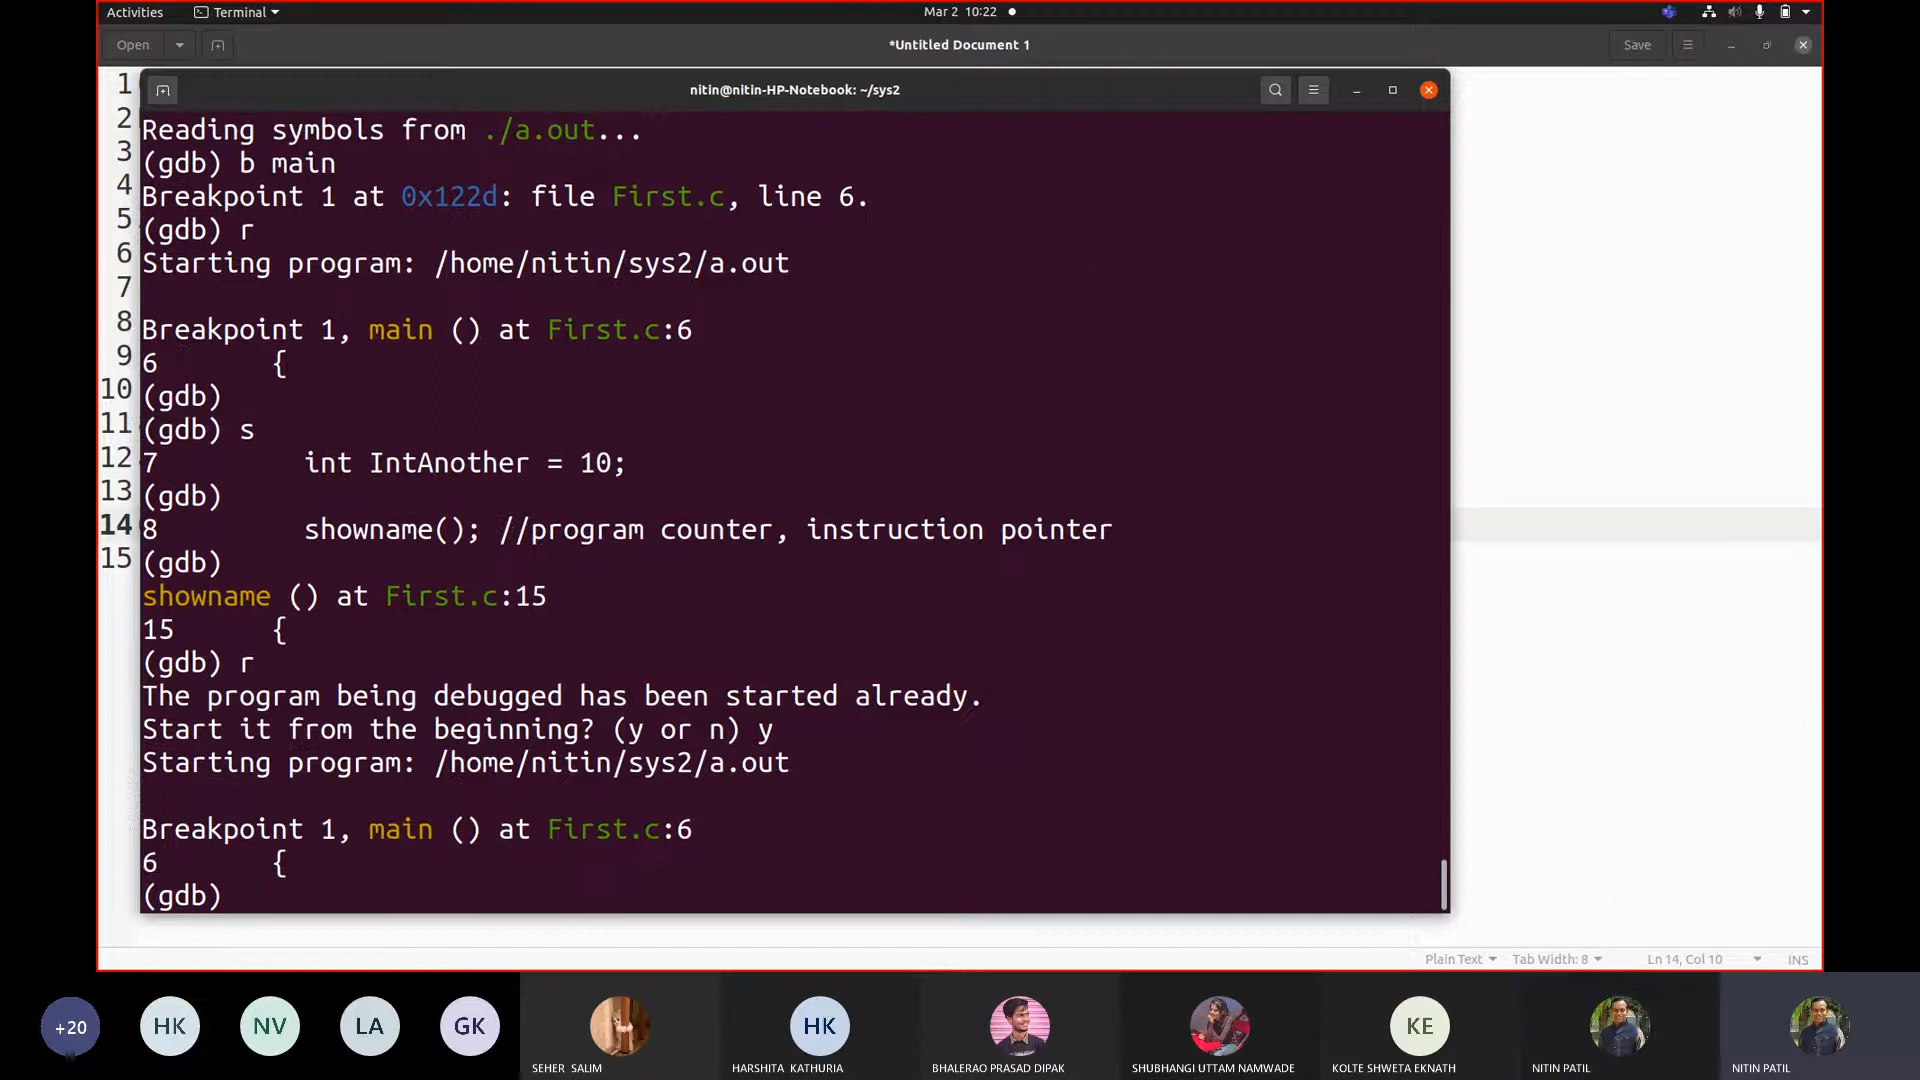 Activities Terminal Mar 2 10:22
Open *Untitled Document 1 Save
nitin@nitin-HP-Notebook: ~/sys2
1
2
3
4
5
6
7
8
9
10
11
12
13
14
15
Reading symbols from ./a.out...
(gdb) b main
Breakpoint 1 at 0x122d: file First.c, line 6.
(gdb) r
Starting program: /home/nitin/sys2/a.out
Breakpoint 1, main () at First.c:6
6 {
(gdb)
(gdb) s
7 int IntAnother = 10;
(gdb)
8 showname(); //program counter, instruction pointer
(gdb)
showname () at First.c:15
15 {
(gdb) r
The program being debugged has been started already.
Start it from the beginning? (y or n) y
Starting program: /home/nitin/sys2/a.out
Breakpoint 1, main () at First.c:6
6 {
(gdb)
Plain Text Tab Width: 8 Ln 14, Col 10 INS
+20 HK NV LA GK HK KE
SEHER SALIM HARSHITA KATHURIA BHALERAO PRASAD DIPAK SHUBHANGI UTTAM NAMWADE KOLTE SHWETA EKNATH NITIN PATIL NITIN PATIL